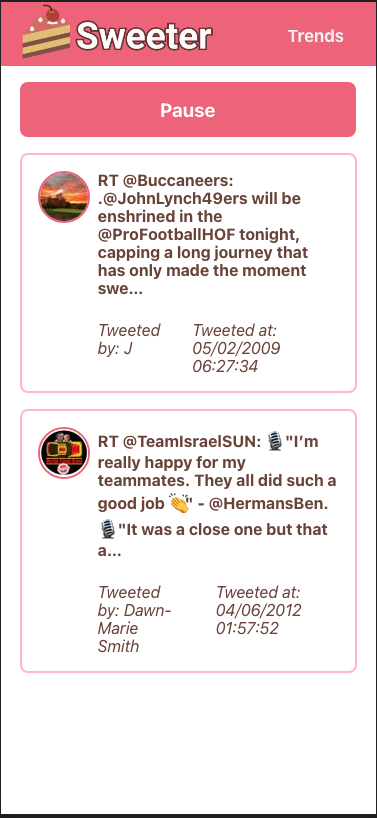 Sweeter
Trends
Pause
RT @Buccaneers:
.@JohnLynch49ers will be
enshrined in the
@ProFootballHOF tonight,
capping a long journey that
has only made the moment
swe...
Tweeted
by: J
Tweeted at:
05/02/2009
06:27:34
RT @TeamIsraelSUN: 🎙️"I'm
really happy for my
teammates. They all did such a
good job 👏" - @HermansBen.
🎙️"It was a close one but that
a...
Tweeted
by: Dawn-
Marie
Smith
Tweeted at:
04/06/2012
01:57:52